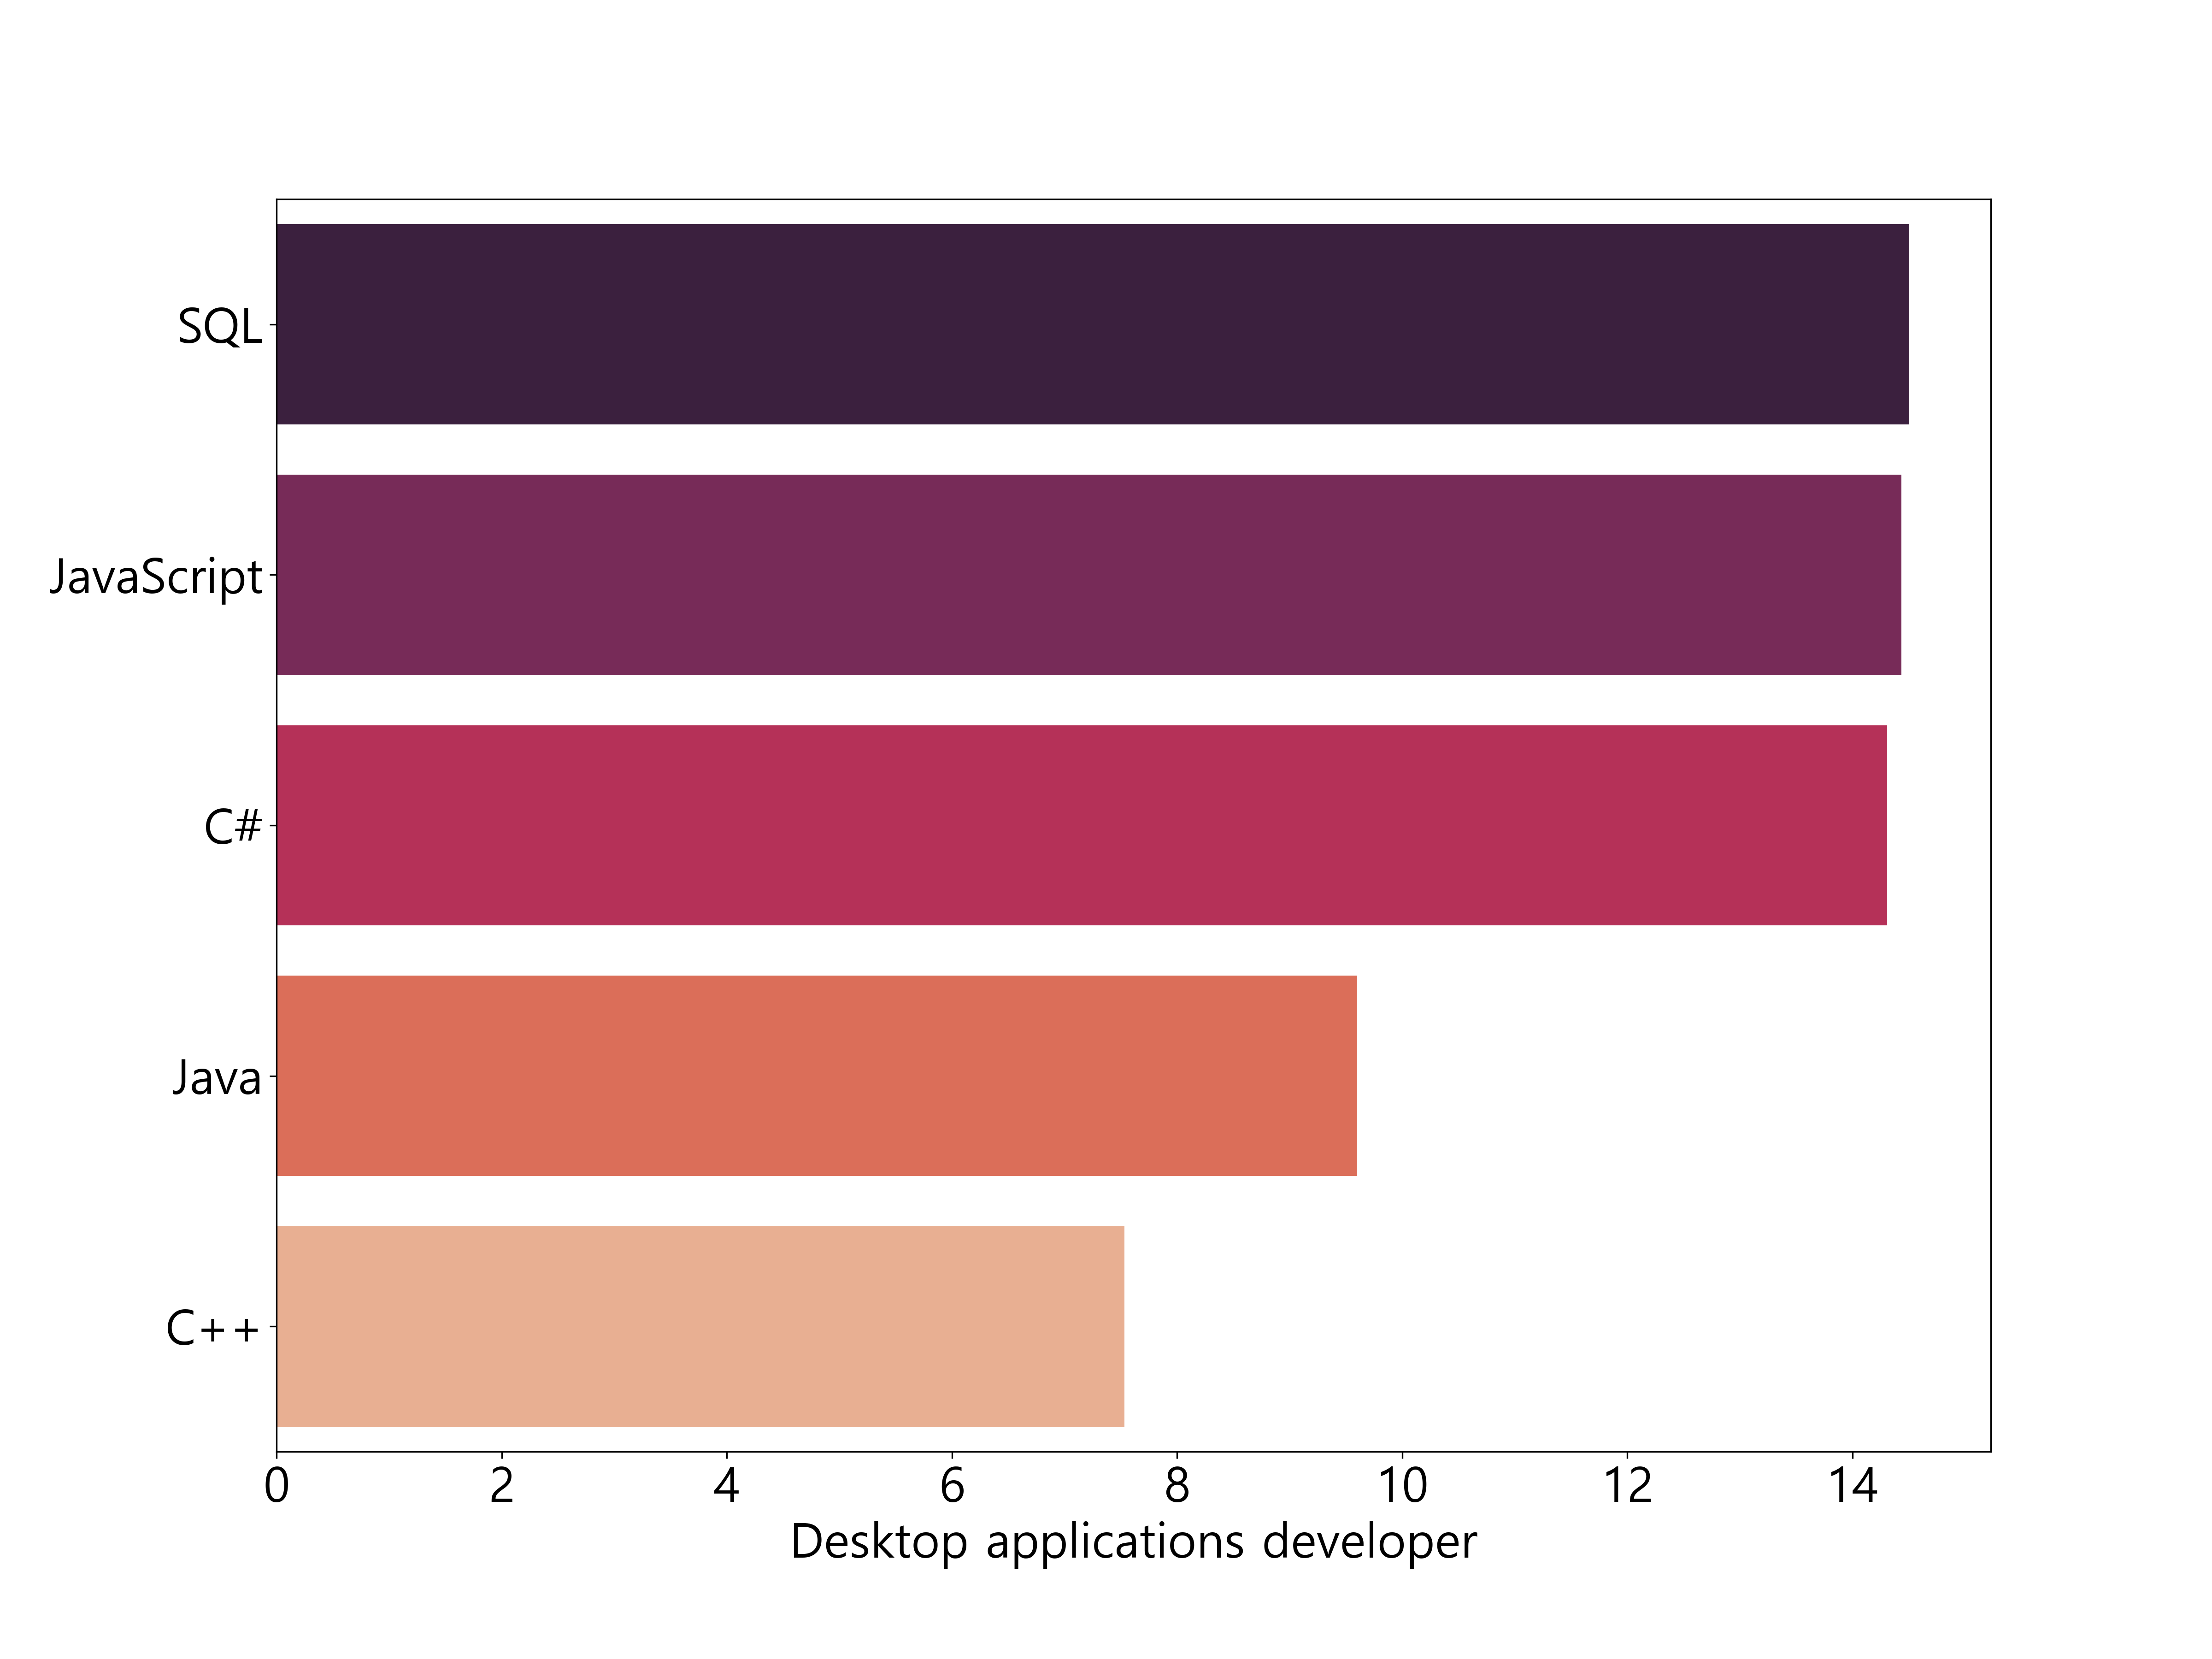 SQL
JavaScript
C#
Java
C++
0 2 4 6 8 10 12 14
Desktop applications developer